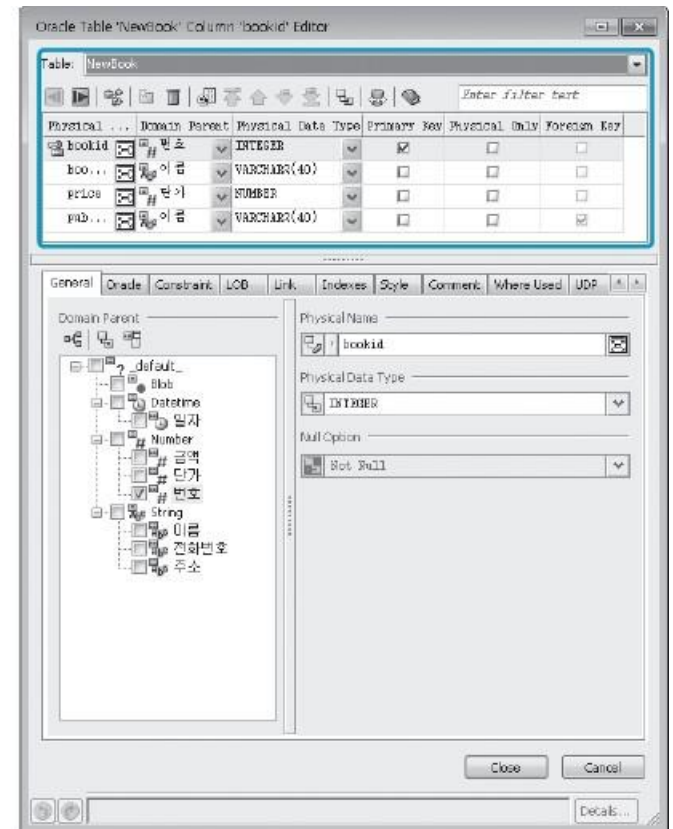 Oracle Table 'NewBook' Column 'bookid' Editor
Table: NewBook
Enter filter text
Physical ... Domain Parent Physical Data Type Primary Key Physical Only Foreign Key
bookid 번호 INTEGER
boo... 이름 VARCHAR2(40)
price 단가 NUMBER
pub... 이름 VARCHAR2(40)
General Oracle Constraint LOB Link Indexes Style Comment Where Used UDP
Domain Parent
_default_
Blob
Datetime
일자
Number
금액
단가
번호
String
이름
전화번호
주소
Physical Name
bookid
Physical Data Type
INTEGER
Null Option
Not Null
Close Cancel
Details...